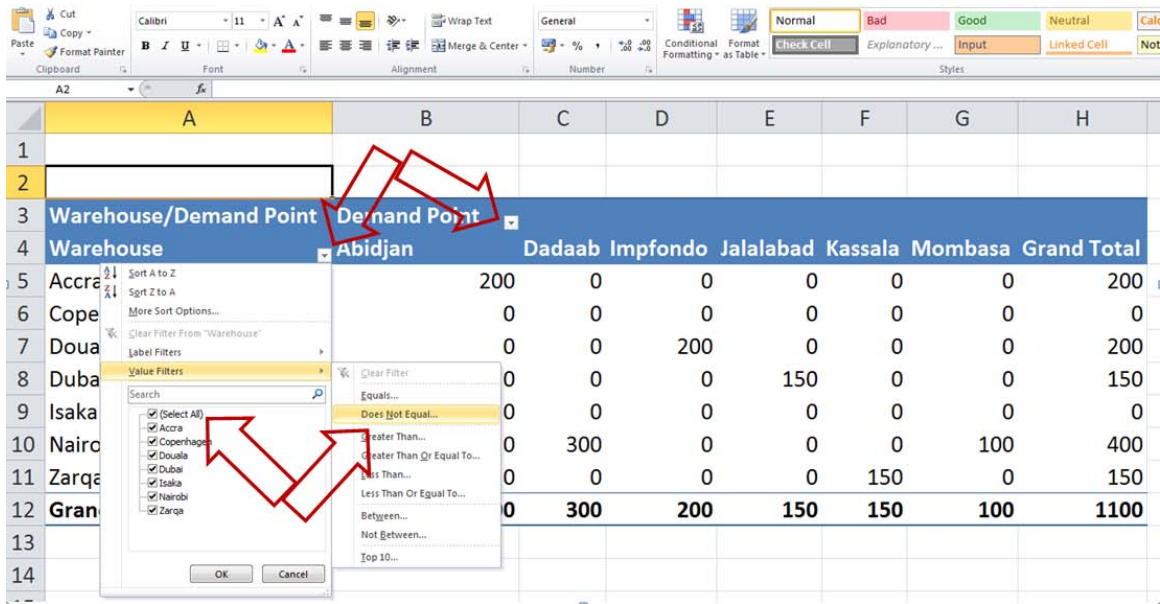 Cut
Copy
Paste
Format Painter
Clipboard
Calibri 11 A A
B I U A
Font
Wrap Text
Merge & Center
Alignment
General
% ,
Number
Conditional Formatting
Format as Table
Normal Bad Good Neutral
Check Cell Explanatory ... Input Linked Cell
Styles
A2 fx
A B C D E F G H
1
2
3 Warehouse/Demand Point Demand Point
4 Warehouse Abidjan Dadaab Impfondo Jalalabad Kassala Mombasa Grand Total
5 Accra 200 0 0 0 0 0 200
6 Cope 0 0 0 0 0 0 0
7 Doua 0 0 200 0 0 0 200
8 Duba 0 0 0 150 0 0 150
9 Isaka 0 0 0 0 0 0 0
10 Nairo 0 300 0 0 0 100 400
11 Zarqa 0 0 0 0 150 0 150
12 Gran 0 300 200 150 150 100 1100
13
14
Sort A to Z
Sort Z to A
More Sort Options...
Clear Filter From "Warehouse"
Label Filters
Value Filters
Search
(Select All)
Accra
Copenhagen
Douala
Dubai
Isaka
Nairobi
Zarqa
OK Cancel
Clear Filter
Equals...
Does Not Equal...
Greater Than...
Greater Than Or Equal To...
Less Than...
Less Than Or Equal To...
Between...
Not Between...
Top 10...